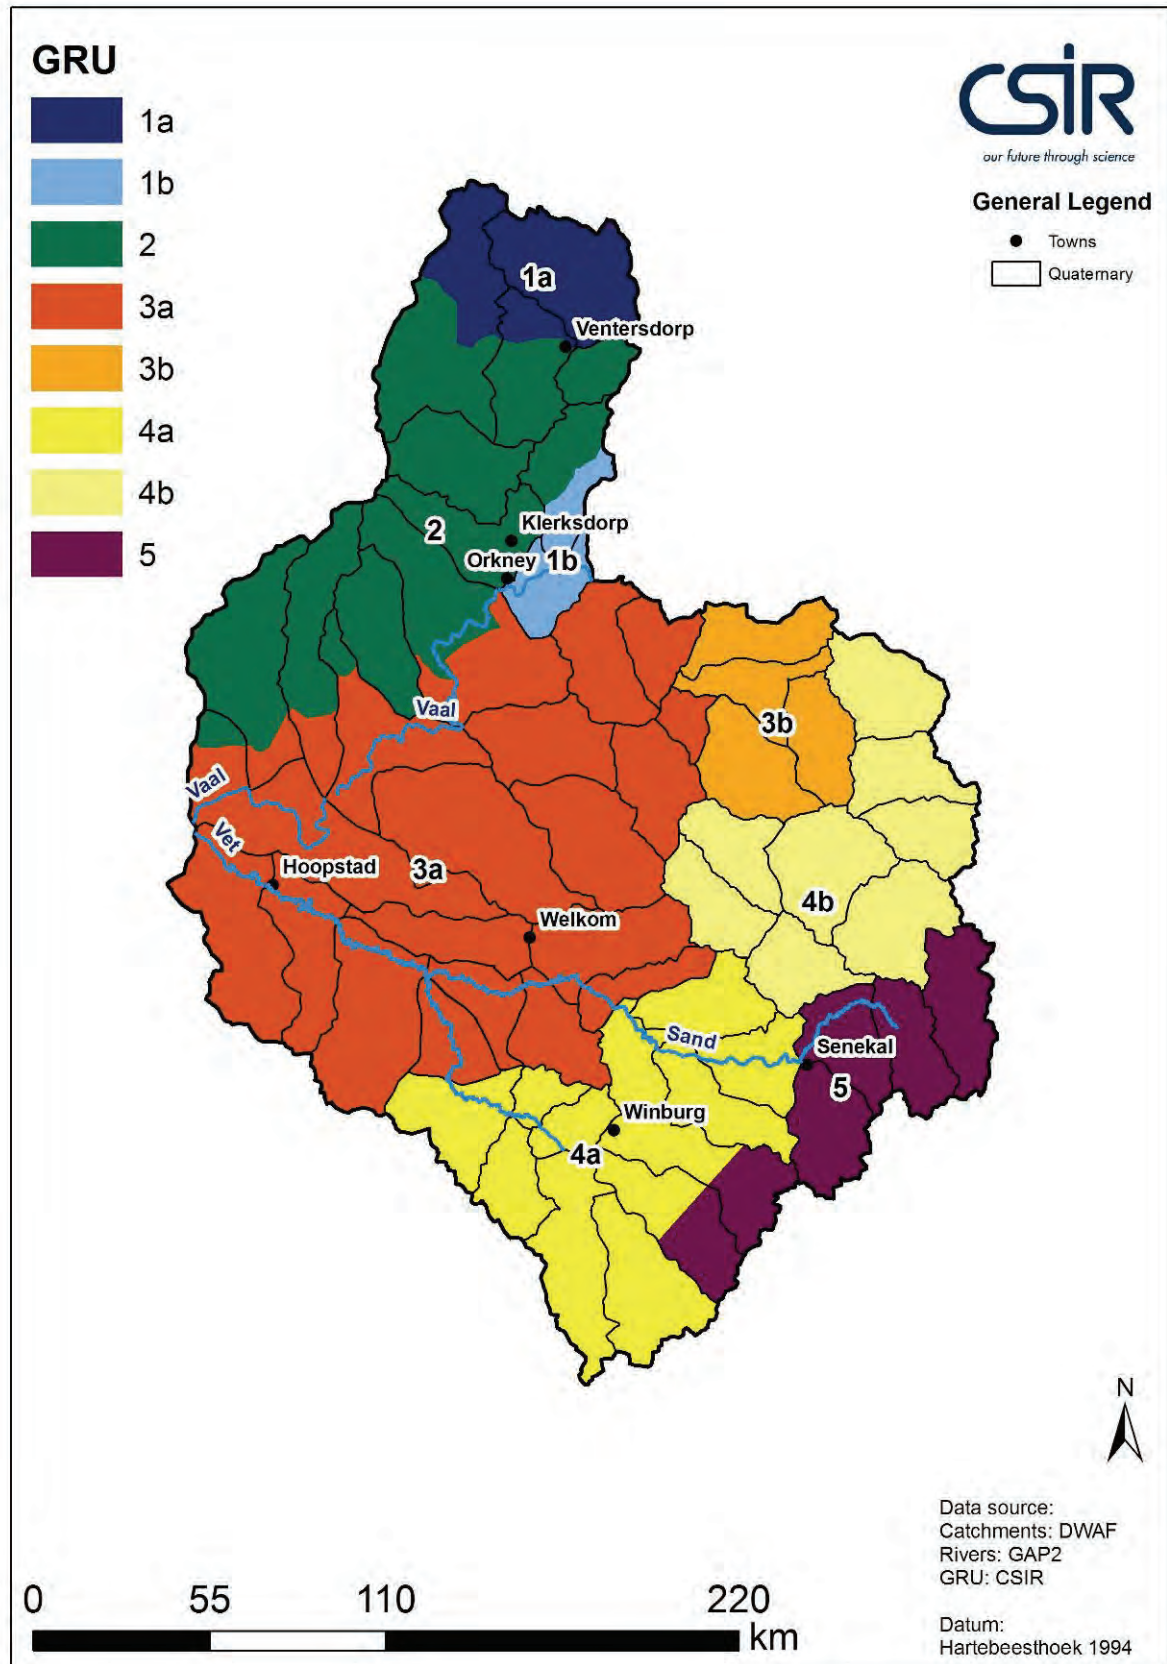 GRU
1a
1b
2
3a
3b
4a
4b
5
CSIR
our future through science
General Legend
Towns
Quaternary
1a
Ventersdorp
Klerksdorp
2
Orkney
1b
Vaal
3b
Vaal
Vet
Hoopstad
3a
4b
Welkom
Sand
Senekal
5
Winburg
4a
N
Data source:
Catchments: DWAF
Rivers: GAP2
GRU: CSIR
Datum:
Hartebeesthoek 1994
0 55 110 220
km